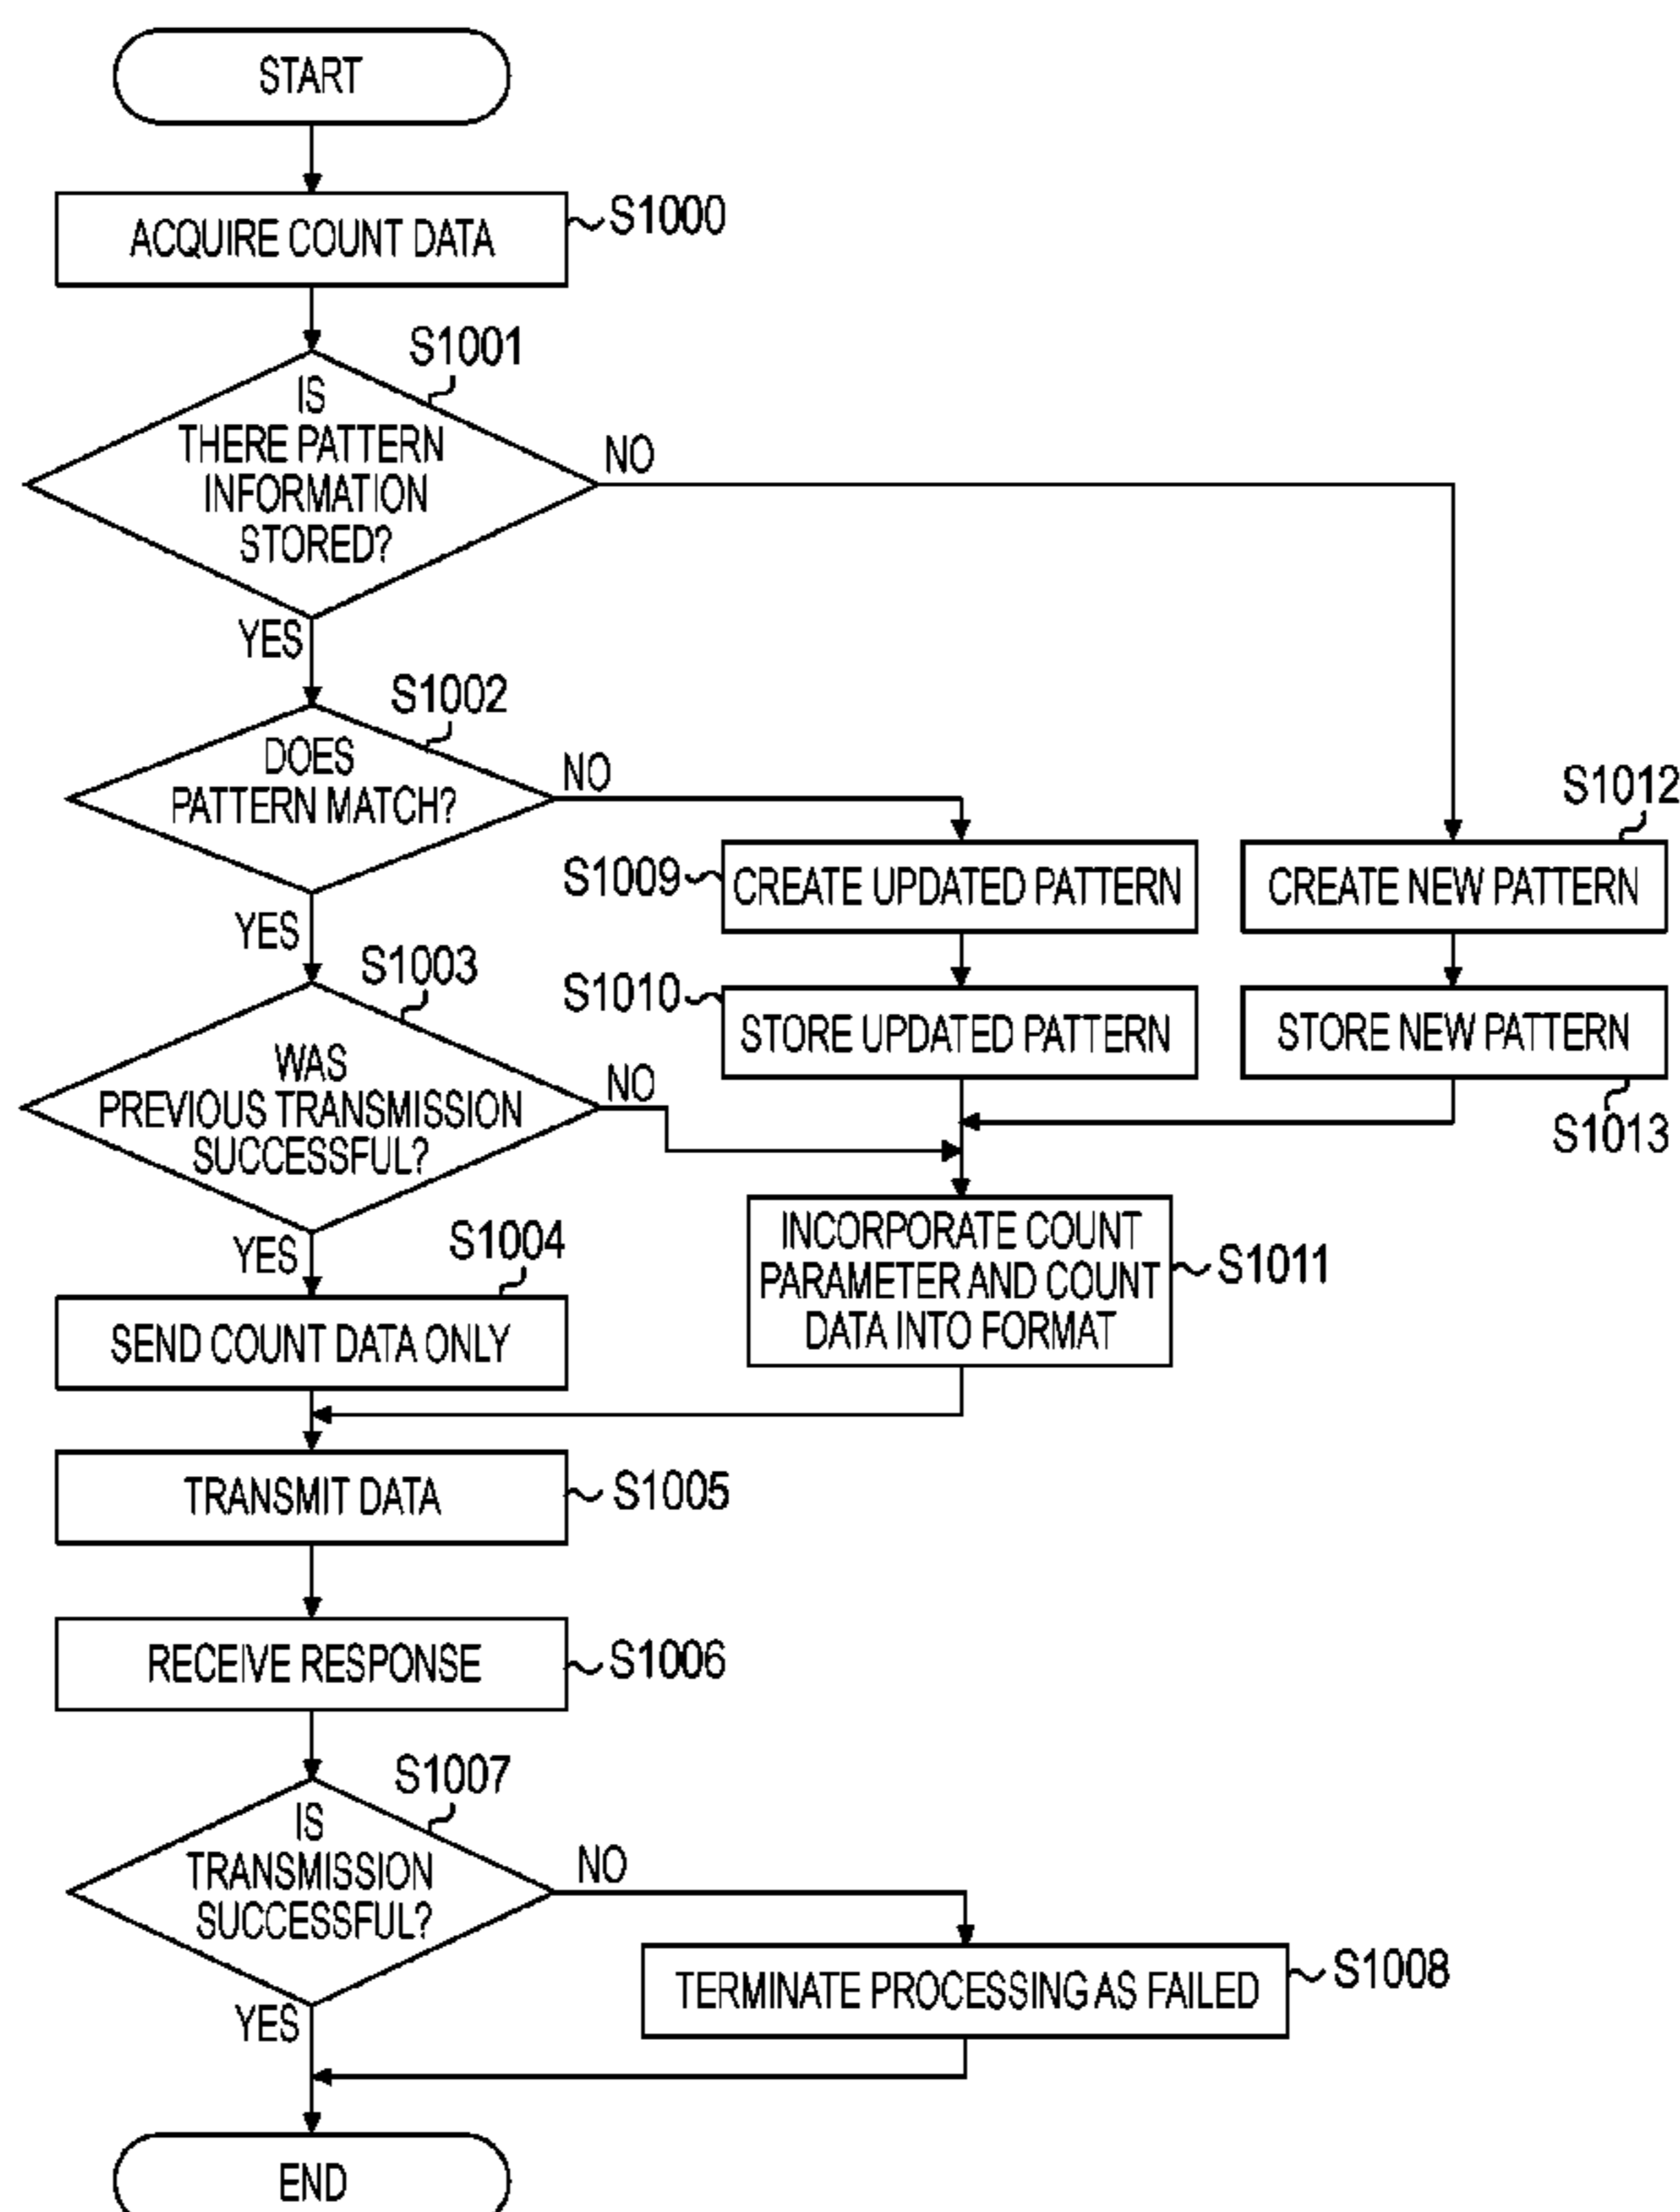 START
ACQUIRE COUNT DATA
S1000
S1001
IS
THERE PATTERN
INFORMATION
STORED?
NO
YES
S1002
DOES
PATTERN MATCH?
NO
YES
S1012
S1009
CREATE UPDATED PATTERN
CREATE NEW PATTERN
S1003
S1010
STORE UPDATED PATTERN
STORE NEW PATTERN
S1013
WAS
PREVIOUS TRANSMISSION
SUCCESSFUL?
NO
YES
INCORPORATE COUNT
PARAMETER AND COUNT
DATA INTO FORMAT
S1011
S1004
SEND COUNT DATA ONLY
TRANSMIT DATA
S1005
RECEIVE RESPONSE
S1006
S1007
IS
TRANSMISSION
SUCCESSFUL?
NO
YES
TERMINATE PROCESSING AS FAILED
S1008
END